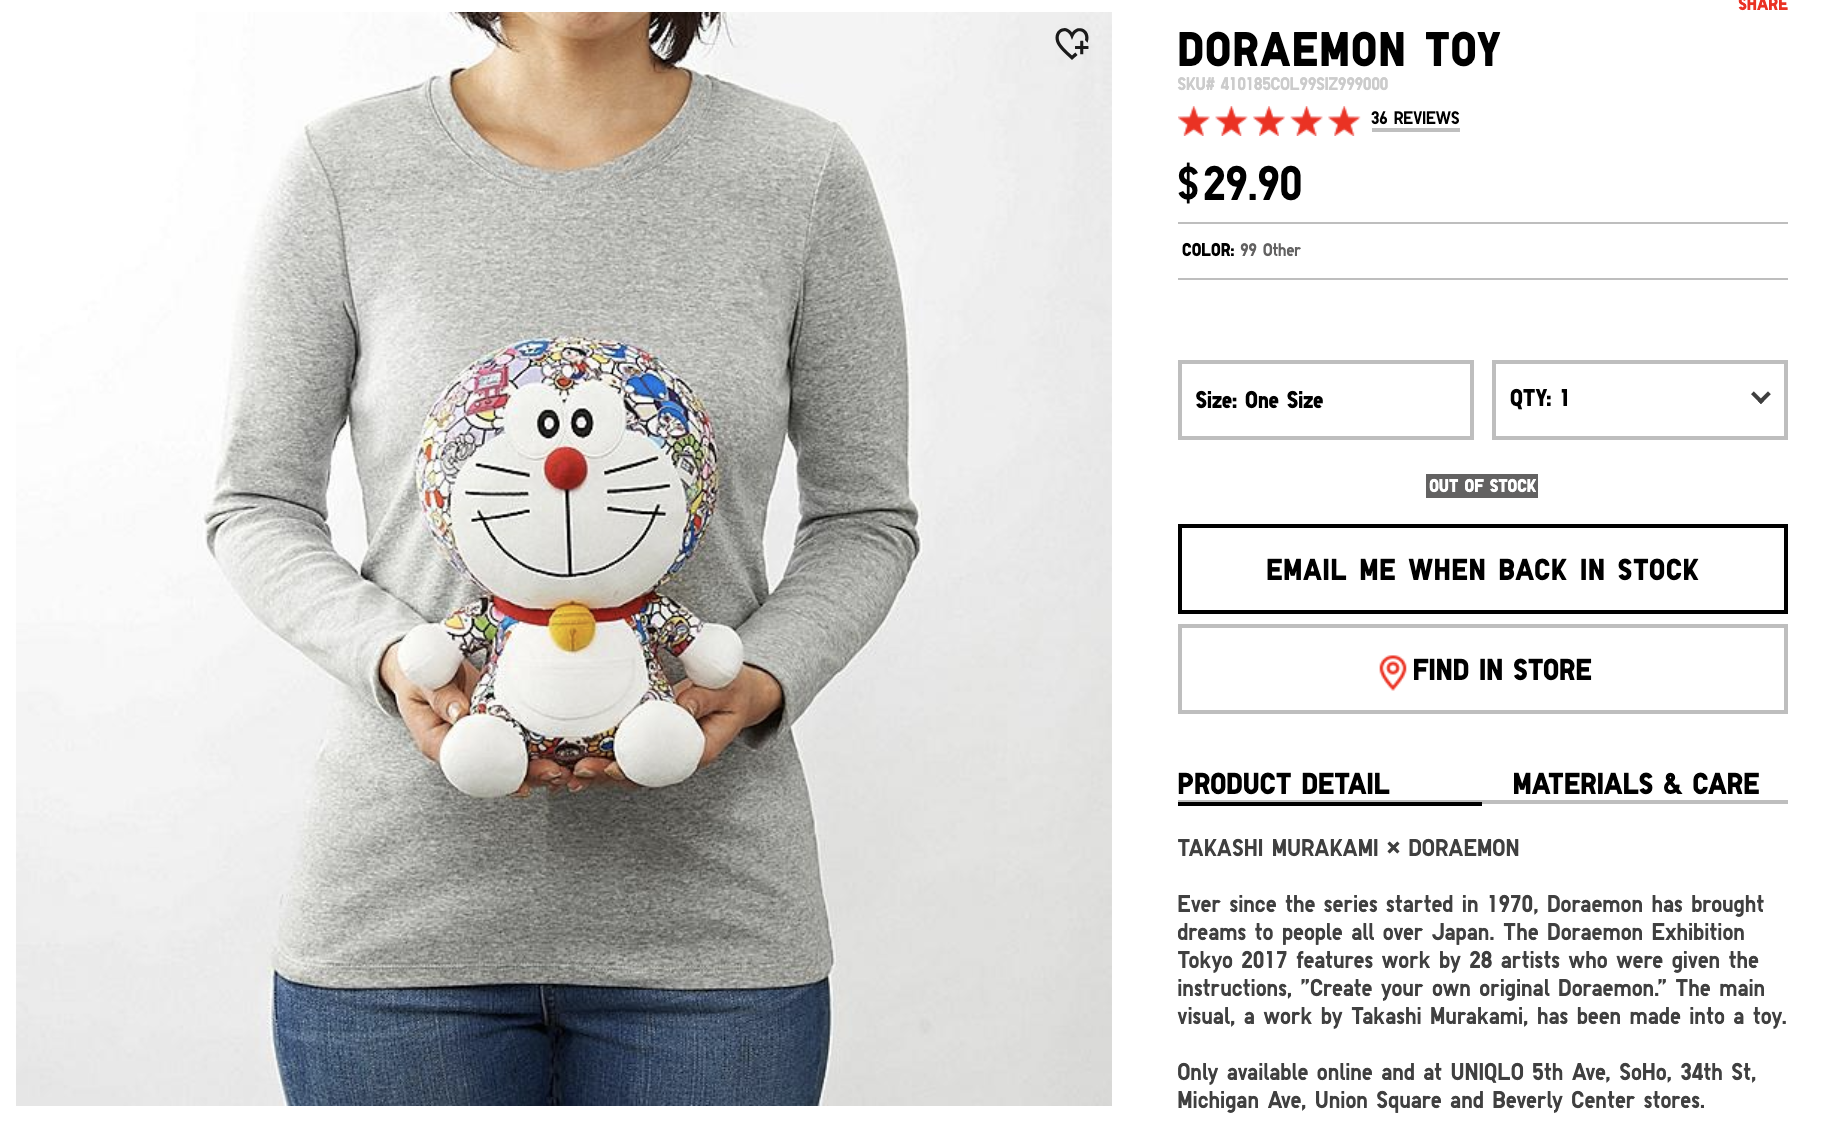 SHARE
DORAEMON TOY
SKU# 410185COL99SIZ999000
36 REVIEWS
$29.90
COLOR: 99 Other
Size: One Size
QTY: 1
OUT OF STOCK
EMAIL ME WHEN BACK IN STOCK
FIND IN STORE
PRODUCT DETAIL
MATERIALS & CARE
TAKASHI MURAKAMI × DORAEMON
Ever since the series started in 1970, Doraemon has brought
dreams to people all over Japan. The Doraemon Exhibition
Tokyo 2017 features work by 28 artists who were given the
instructions, ”Create your own original Doraemon.” The main
visual, a work by Takashi Murakami, has been made into a toy.
Only available online and at UNIQLO 5th Ave, SoHo, 34th St,
Michigan Ave, Union Square and Beverly Center stores.